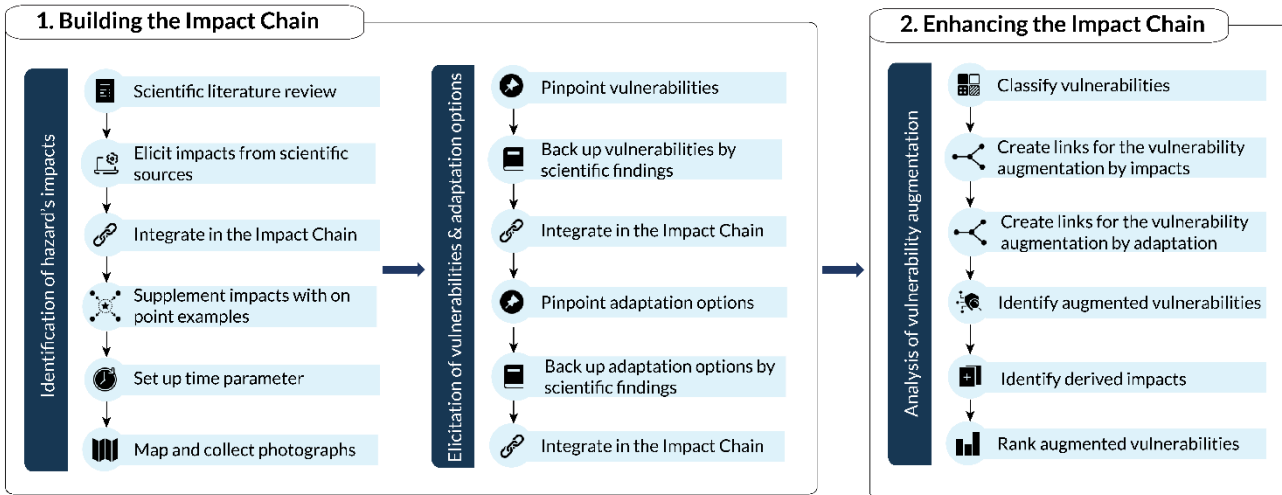 1. Building the Impact Chain
Identification of hazard's impacts
Scientific literature review
Elicit impacts from scientific
sources
Integrate in the Impact Chain
Supplement impacts with on
point examples
Set up time parameter
Map and collect photographs
Elicitation of vulnerabilities & adaptation options
Pinpoint vulnerabilities
Back up vulnerabilities by
scientific findings
Integrate in the Impact Chain
Pinpoint adaptation options
Back up adaptation options by
scientific findings
Integrate in the Impact Chain
2. Enhancing the Impact Chain
Analysis of vulnerability augmentation
Classify vulnerabilities
Create links for the vulnerability
augmentation by impacts
Create links for the vulnerability
augmentation by adaptation
Identify augmented vulnerabilities
Identify derived impacts
Rank augmented vulnerabilities